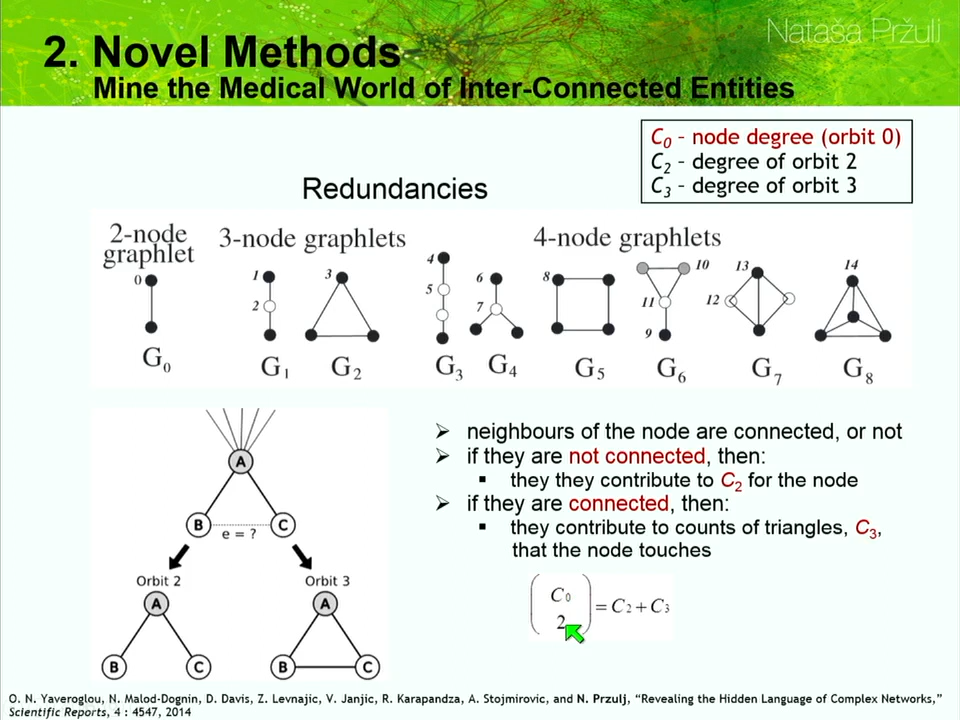 Nataša Pržulj
2. Novel Methods
Mine the Medical World of Inter-Connected Entities
C0 – node degree (orbit 0)
C2 – degree of orbit 2
C3 – degree of orbit 3
Redundancies
2-node graphlet
3-node graphlets
4-node graphlets
0
1
2
3
4
5
6
7
8
10
11
9
13
12
14
G0
G1
G2
G3
G4
G5
G6
G7
G8
A
B
C
e = ?
Orbit 2
Orbit 3
A
A
B
C
B
C
➢ neighbours of the node are connected, or not
➢ if they are not connected, then:
▪ they they contribute to C2 for the node
➢ if they are connected, then:
▪ they contribute to counts of triangles, C3,
that the node touches
(C0
2) = C2 + C3
O. N. Yaveroglou, N. Malod-Dognin, D. Davis, Z. Levnajic, V. Janjic, R. Karapandza, A. Stojmirovic, and N. Przulj, “Revealing the Hidden Language of Complex Networks,”
Scientific Reports, 4 : 4547, 2014